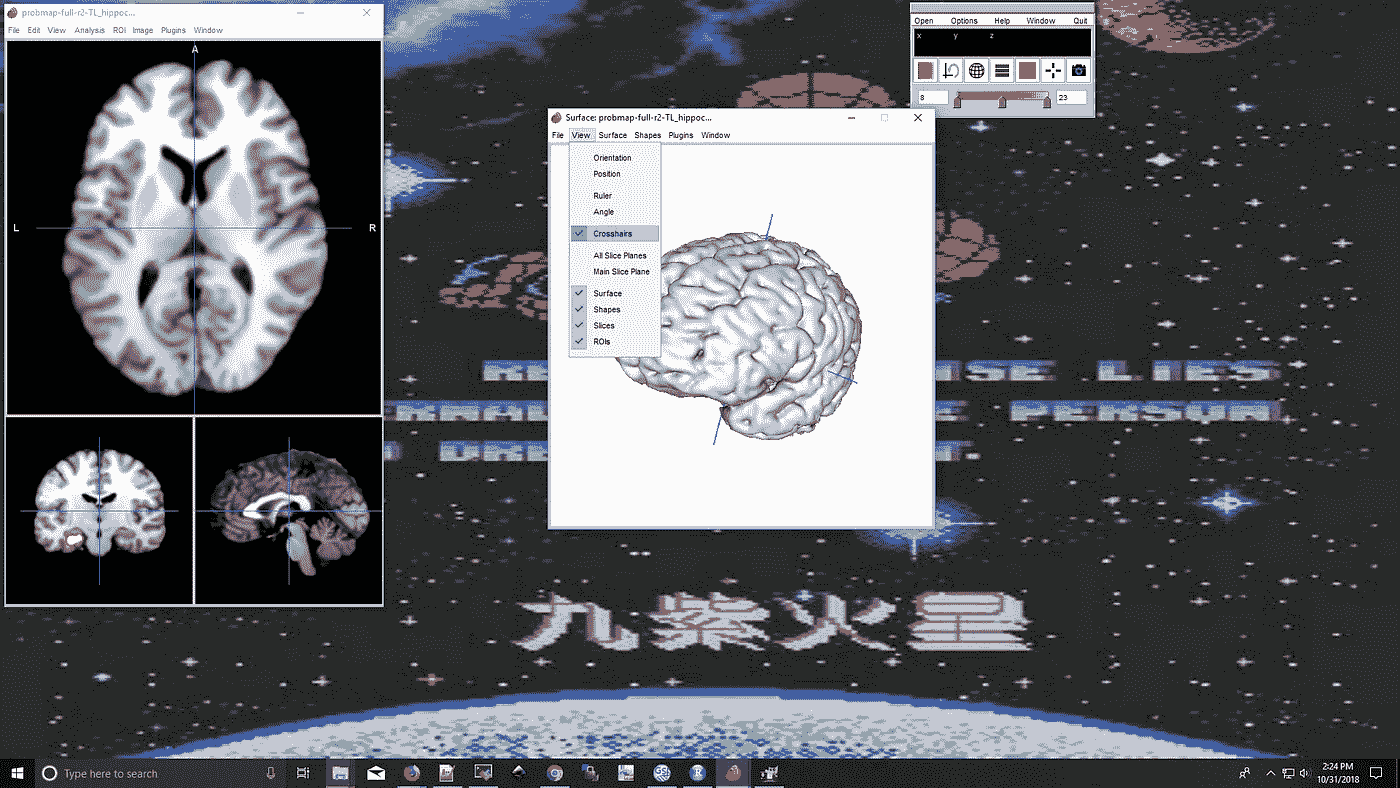 probmap-full-r2-TL_hippoc...
File Edit View Analysis ROI Image Plugins Window
A
L
R
Open Options Help Window Quit
x y z
8
23
Surface: probmap-full-r2-TL_hippoc...
File View Surface Shapes Plugins Window
Orientation
Position
Ruler
Angle
Crosshairs
All Slice Planes
Main Slice Plane
Surface
Shapes
Slices
ROIs
LIES
PERSON
九紫火星
Type here to search
2:24 PM
10/31/2018